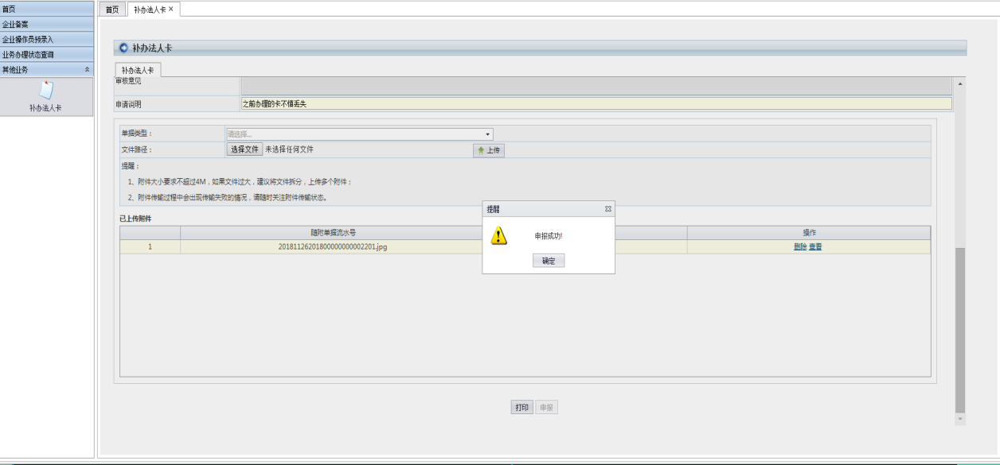 首页
企业备案
企业操作员预录入
业务办理状态查询
其他业务
补办法人卡
首页 补办法人卡 ×
补办法人卡
补办法人卡
审核意见
申请说明 之前办理的卡不慎丢失
单据类型： 请选择...
文件路径： 选择文件 未选择任何文件 上传
提醒：
1、附件大小要求不超过4M，如果文件过大，建议将文件拆分，上传多个附件；
2、附件传输过程中会出现传输失败的情况，请随时关注附件传输状态。
已上传附件
随附单据流水号 操作
1 20181126201800000000002201.jpg 删除 查看
提醒
申报成功!
确定
打印 申报